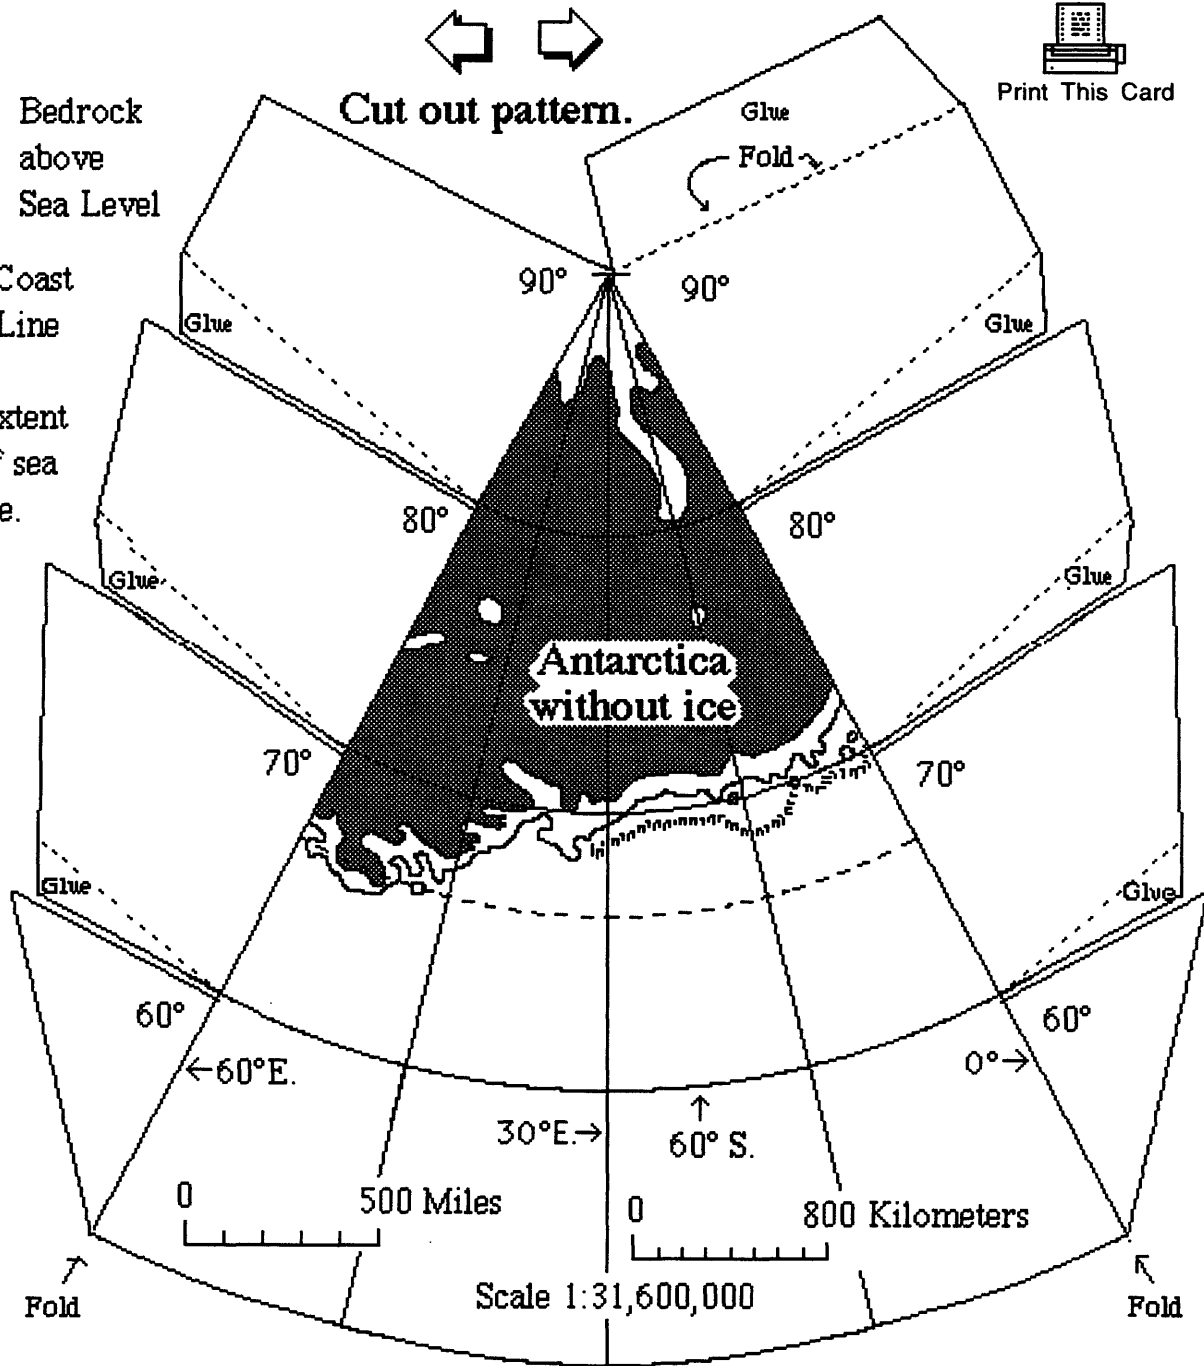 Print This Card
Cut out pattern.
Bedrock
above
Sea Level
Coast
Line
xtent
sea
e.
Glue
Fold
90°
90°
Glue
Glue
80°
80°
Glue
Glue
Antarctica
without ice
70°
70°
Glue
Glue
60°
60°
←60°E.
0°→
30°E.→
60° S.
0
500 Miles
0
800 Kilometers
Scale 1:31,600,000
Fold
Fold